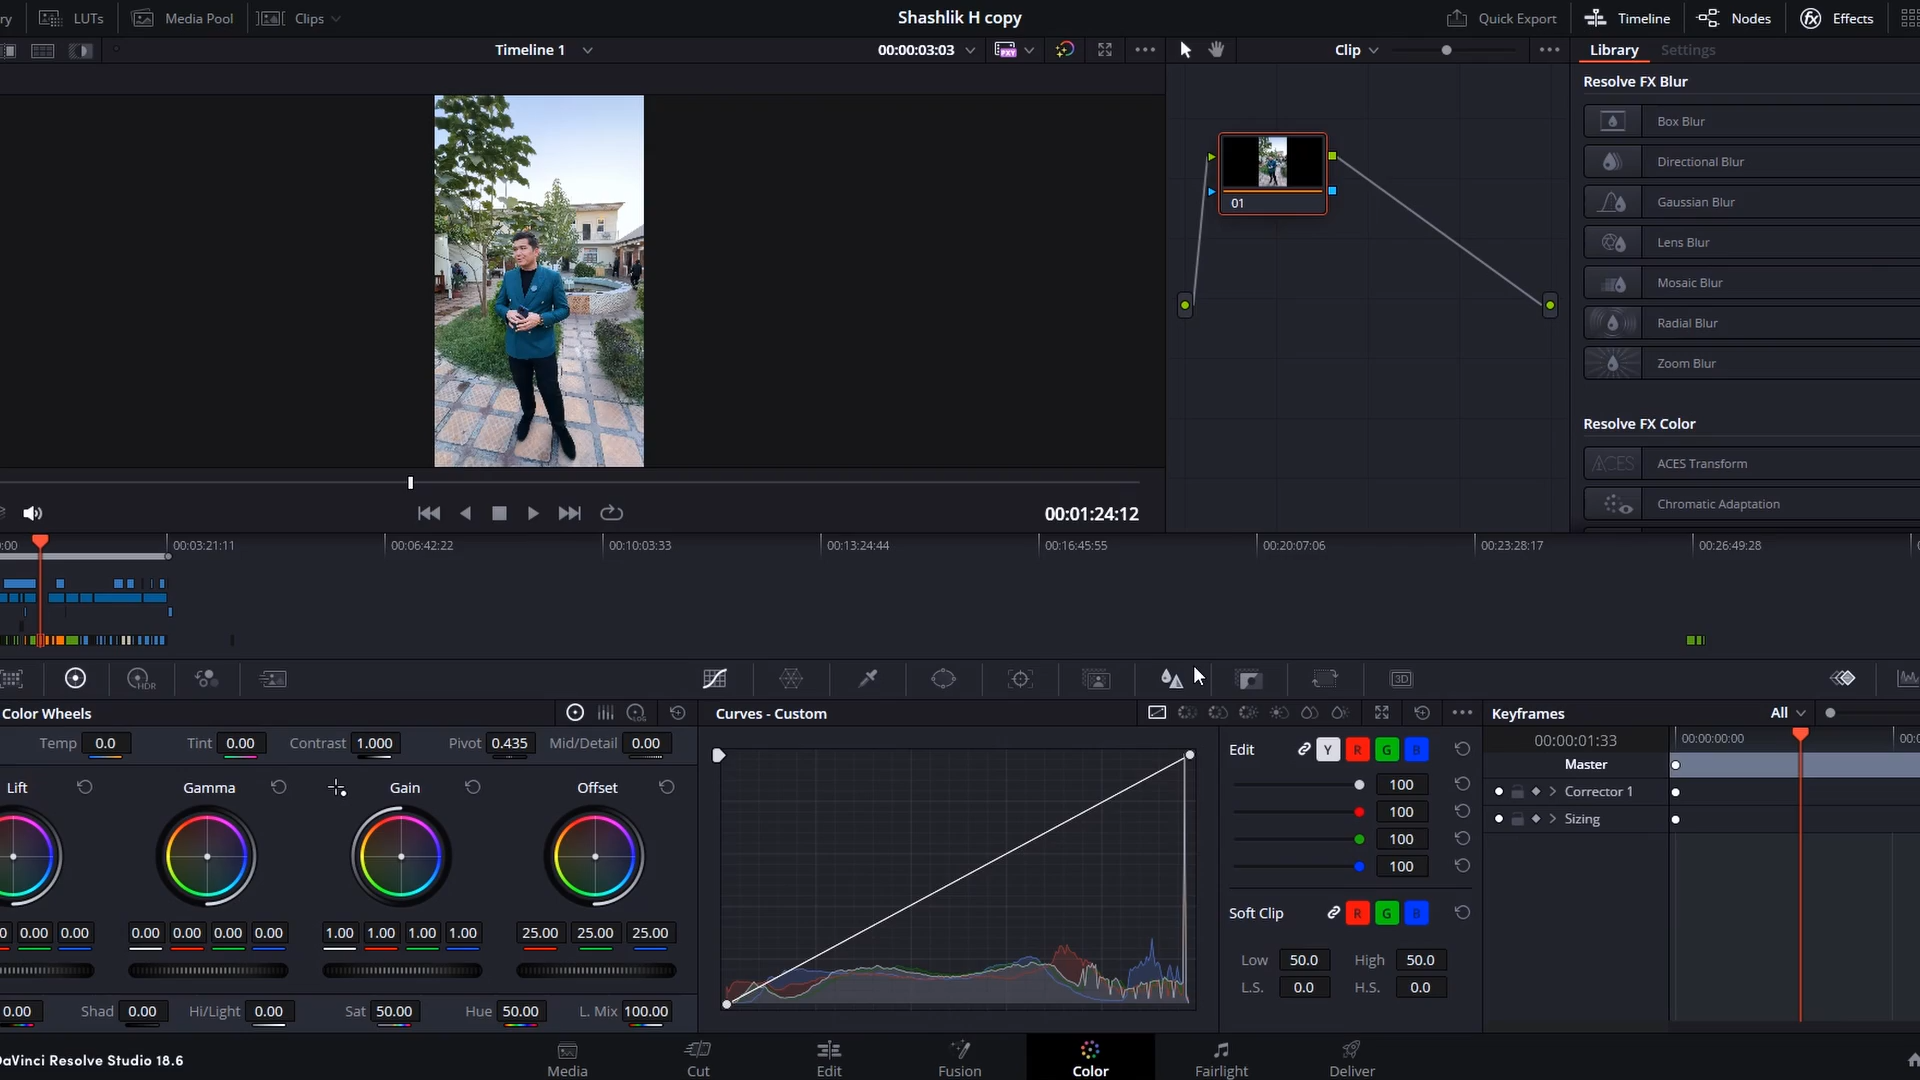 ry LUTs Media Pool Clips Shashlik H copy Quick Export Timeline Nodes Effects
Timeline 1 00:00:03:03 PXY Clip Library Settings
Resolve FX Blur
Box Blur
Directional Blur
Gaussian Blur
Lens Blur
Mosaic Blur
Radial Blur
Zoom Blur
Resolve FX Color
ACES ACES Transform
Chromatic Adaptation
01
00:01:24:12
:00 00:03:21:11 00:06:42:22 00:10:03:33 00:13:24:44 00:16:45:55 00:20:07:06 00:23:28:17 00:26:49:28
HDR 3D
Color Wheels LOG Curves - Custom Keyframes All
Temp 0.0 Tint 0.00 Contrast 1.000 Pivot 0.435 Mid/Detail 0.00
Lift Gamma Gain Offset
0 0.00 0.00 0.00 0.00 0.00 0.00 1.00 1.00 1.00 1.00 25.00 25.00 25.00
0.00 Shad 0.00 Hi/Light 0.00 Sat 50.00 Hue 50.00 L. Mix 100.00
Edit Y R G B
100
100
100
100
Soft Clip R G B
Low 50.0 High 50.0
L.S. 0.0 H.S. 0.0
00:00:01:33 00:00:00:00 00:0
Master
Corrector 1
Sizing
DaVinci Resolve Studio 18.6
Media Cut Edit Fusion Color Fairlight Deliver